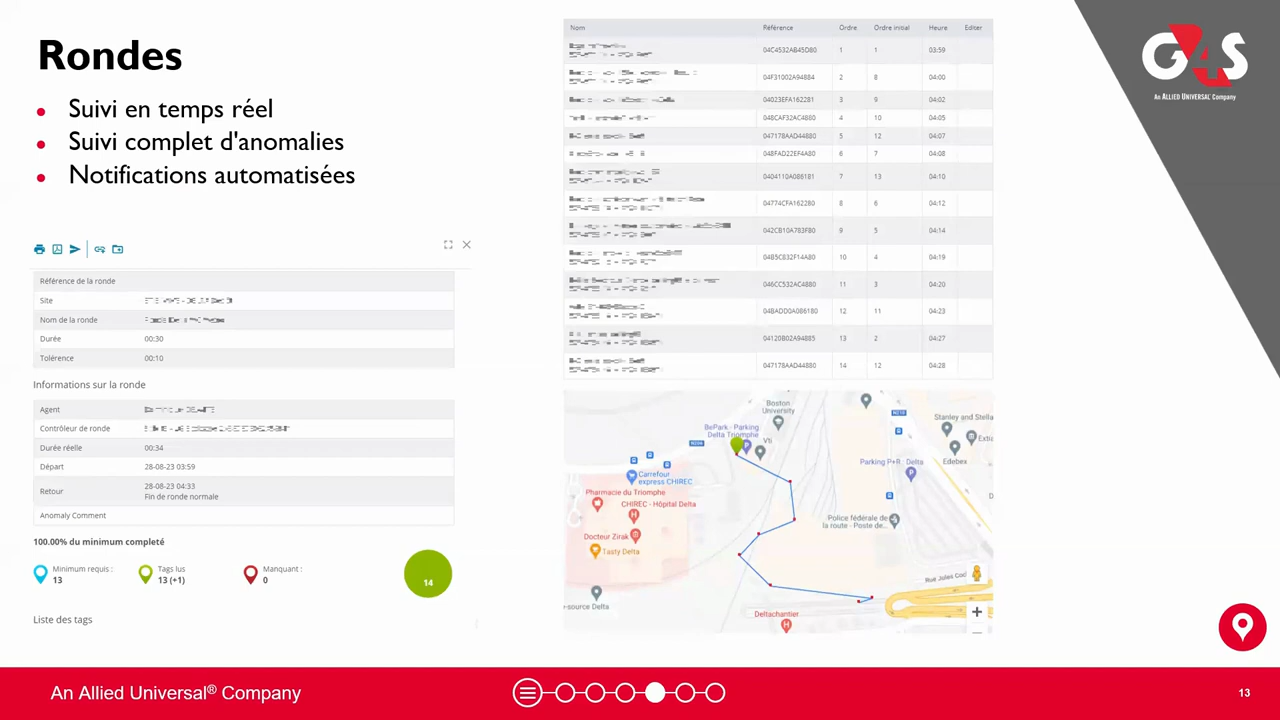 Rondes
Suivi en temps réel
Suivi complet d'anomalies
Notifications automatisées
Référence de la ronde
Site
Nom de la ronde
Durée 00:30
Tolérence 00:10
Informations sur la ronde
Agent
Contrôleur de ronde
Durée réelle 00:34
Départ 28-08-23 03:59
Retour 28-08-23 04:33
Fin de ronde normale
Anomaly Comment
100.00% du minimum completé
Minimum requis : Tags lus Manquant :
13 13 (+1) 0
14
Liste des tags
Nom Référence Ordre Ordre initial Heure Editer
04C4532AB45D80 1 1 03:59
04F31002A94884 2 8 04:00
04023EFA162281 3 9 04:02
048CAF32AC4880 4 10 04:05
047178AAD44880 5 12 04:07
048FAD22EF4A80 6 7 04:08
0404110A086181 7 13 04:10
04774CFA162280 8 6 04:12
042CB10A783F80 9 5 04:14
04B5C832F14A80 10 4 04:19
046CC532AC4880 11 3 04:20
04BADD0A086180 12 11 04:23
04120802A94885 13 2 04:27
047178AAD44880 14 12 04:28
Boston
University
BePark - Parking
Delta Triomphe
Vti
Stanley and Stella
Edebex
Carrefour
express CHIREC
Parking P+R - Delta
Pharmacie du Triomphe
CHIREC - Hôpital Delta
Police fédérale de
la route - Poste de...
Docteur Zirak
Tasty Delta
Rue Jules Coc
-source Delta
Deltachantier
G4S
An Allied Universal® Company
An Allied Universal® Company
13